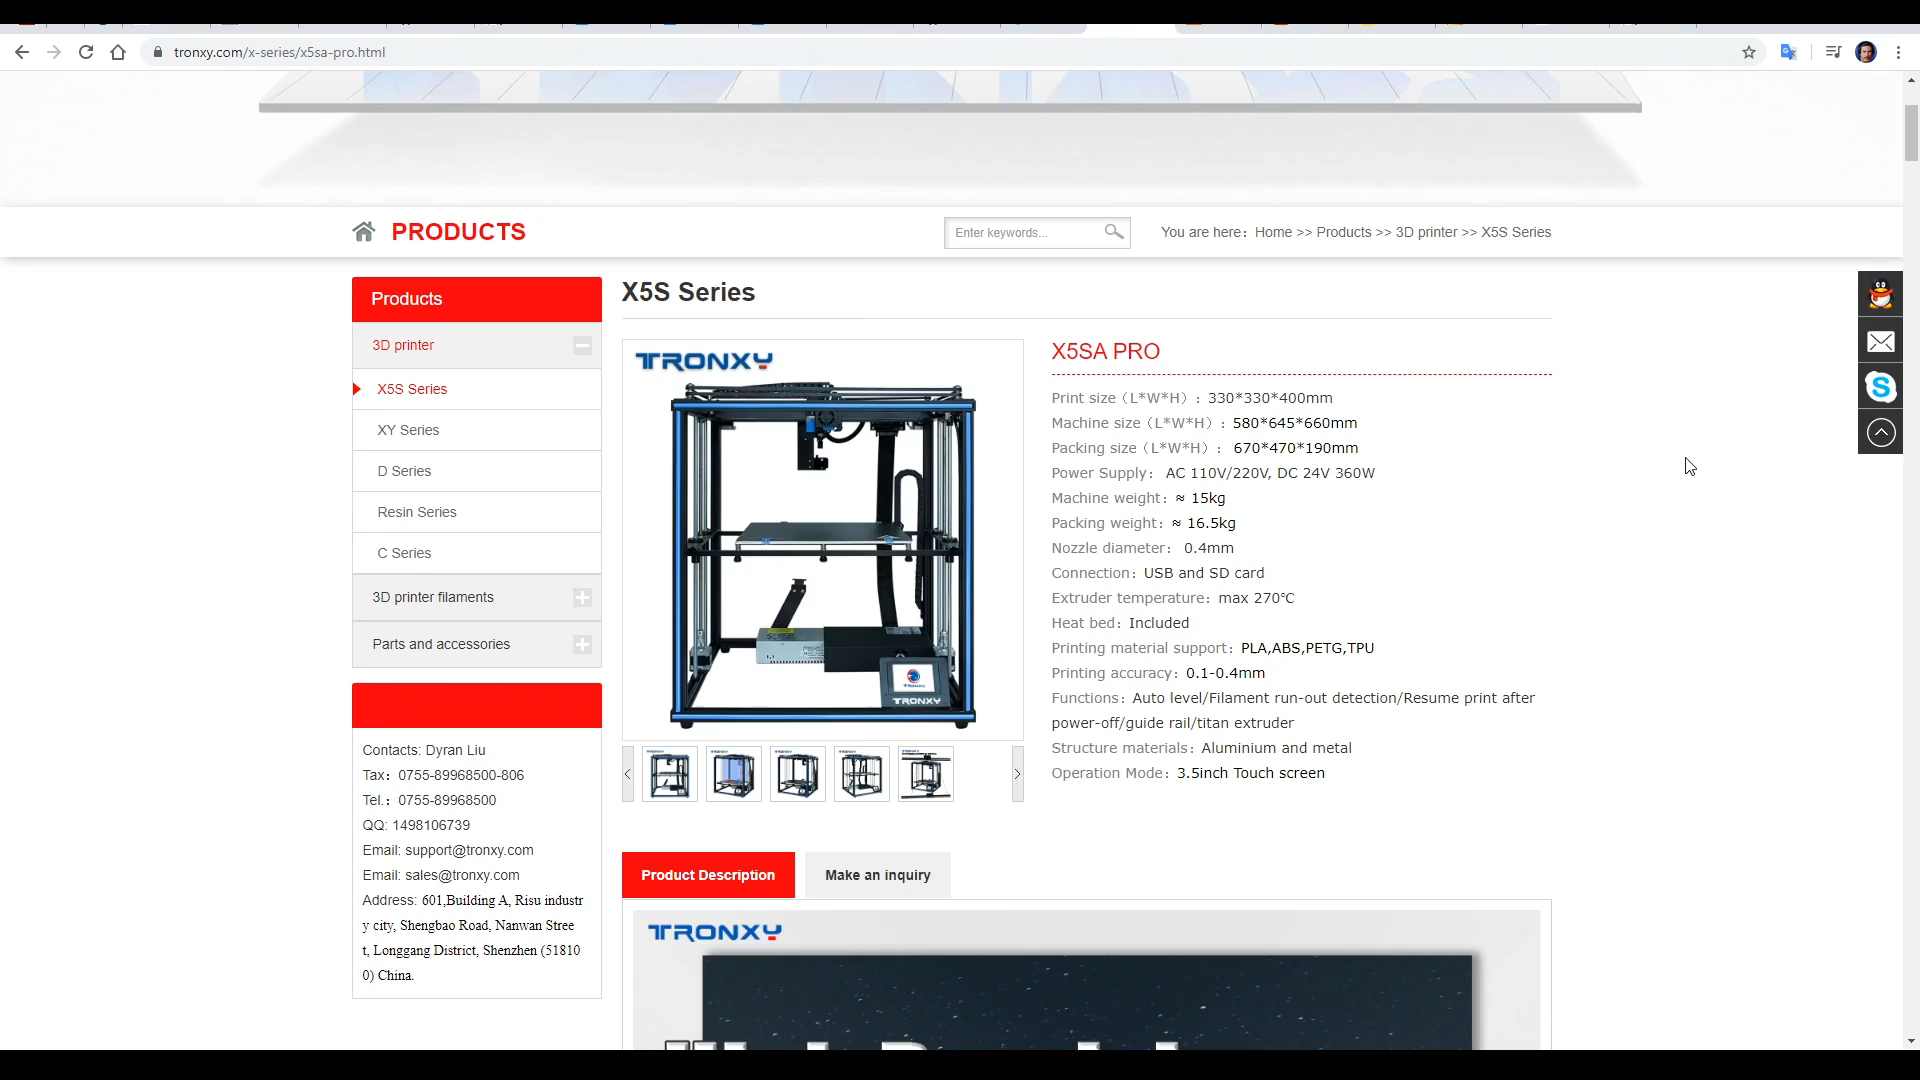 tronxy.com/x-series/x5sa-pro.html
PRODUCTS
Enter keywords...
You are here：Home >> Products >> 3D printer >> X5S Series
Products
3D printer
X5S Series
XY Series
D Series
Resin Series
C Series
3D printer filaments
Parts and accessories
Contacts: Dyran Liu
Tax：0755-89968500-806
Tel.：0755-89968500
QQ: 1498106739
Email: support@tronxy.com
Email: sales@tronxy.com
Address: 601,Building A, Risu industr
y city, Shengbao Road, Nanwan Stree
t, Longgang District, Shenzhen (51810
0) China.
X5S Series
TRONXY
TRONXY
X5SA PRO
Print size（L*W*H）：330*330*400mm
Machine size（L*W*H）：580*645*660mm
Packing size（L*W*H）： 670*470*190mm
Power Supply： AC 110V/220V, DC 24V 360W
Machine weight：≈ 15kg
Packing weight：≈ 16.5kg
Nozzle diameter： 0.4mm
Connection：USB and SD card
Extruder temperature：max 270℃
Heat bed：Included
Printing material support：PLA,ABS,PETG,TPU
Printing accuracy：0.1-0.4mm
Functions：Auto level/Filament run-out detection/Resume print after
power-off/guide rail/titan extruder
Structure materials：Aluminium and metal
Operation Mode：3.5inch Touch screen
Product Description
Make an inquiry
TRONXY